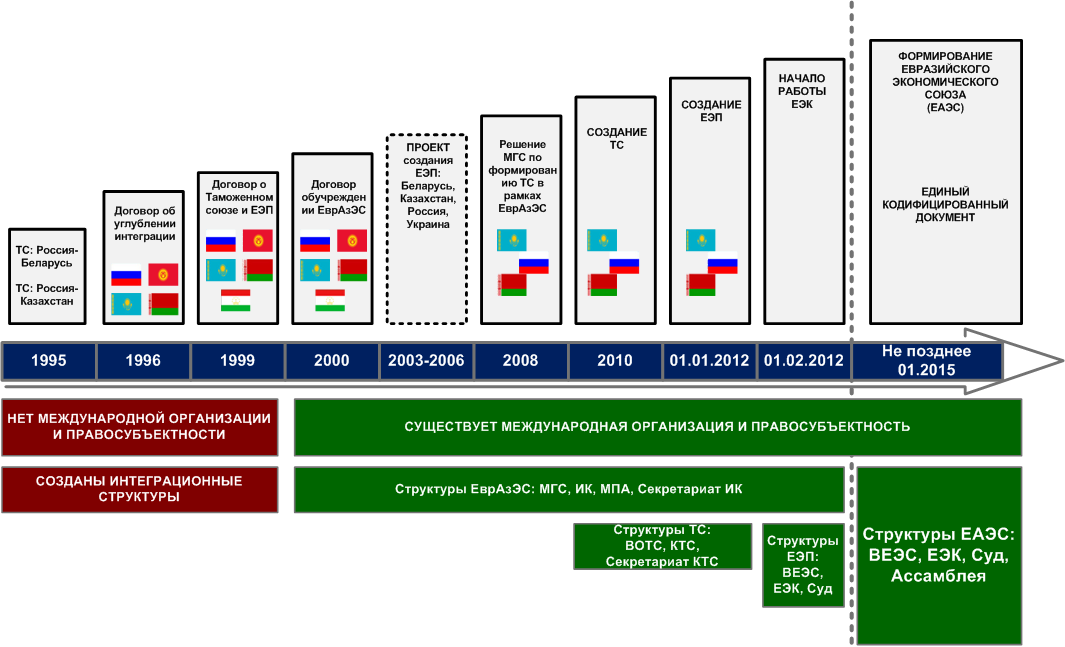 ТС: Россия-
Беларусь
ТС: Россия-
Казахстан
Договор об
углублении
интеграции
Договор о
Таможенном
союзе и ЕЭП
Договор
обучрежден
ии ЕврАзЭС
ПРОЕКТ
создания
ЕЭП:
Беларусь,
Казахстан,
Россия,
Украина
Решение
МГС по
формирован
ию ТС в
рамках
ЕврАзЭС
СОЗДАНИЕ
ТС
СОЗДАНИЕ
ЕЭП
НАЧАЛО
РАБОТЫ
ЕЭК
ФОРМИРОВАНИЕ
ЕВРАЗИЙСКОГО
ЭКОНОМИЧЕСКОГО
СОЮЗА
(ЕАЭС)
ЕДИНЫЙ
КОДИФИЦИРОВАННЫЙ
ДОКУМЕНТ
1995
1996
1999
2000
2003-2006
2008
2010
01.01.2012
01.02.2012
Не позднее
01.2015
НЕТ МЕЖДУНАРОДНОЙ ОРГАНИЗАЦИИ
И ПРАВОСУБЪЕКТНОСТИ
СУЩЕСТВУЕТ МЕЖДУНАРОДНАЯ ОРГАНИЗАЦИЯ И ПРАВОСУБЪЕКТНОСТЬ
СОЗДАНЫ ИНТЕГРАЦИОННЫЕ
СТРУКТУРЫ
Структуры ЕврАзЭС: МГС, ИК, МПА, Секретариат ИК
Структуры ТС:
ВОТС, КТС,
Секретариат КТС
Структуры
ЕЭП:
ВЕЭС,
ЕЭК, Суд
Структуры ЕАЭС:
ВЕЭС, ЕЭК, Суд,
Ассамблея